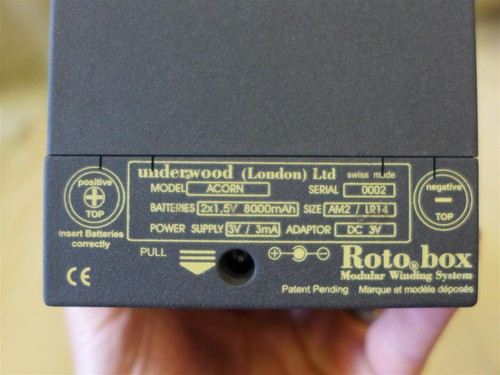 underwood (London) Ltd swiss made
positive
TOP
MODEL ACORN SERIAL 0002
negative
TOP
BATTERIES 2x1,5V 8000mAh SIZE AM2 / LR14
POWER SUPPLY 3V / 3mA ADAPTOR DC 3V
insert Batteries
correctly
PULL
Roto®box
Modular Winding System
CE
Patent Pending Marque et modèle déposés